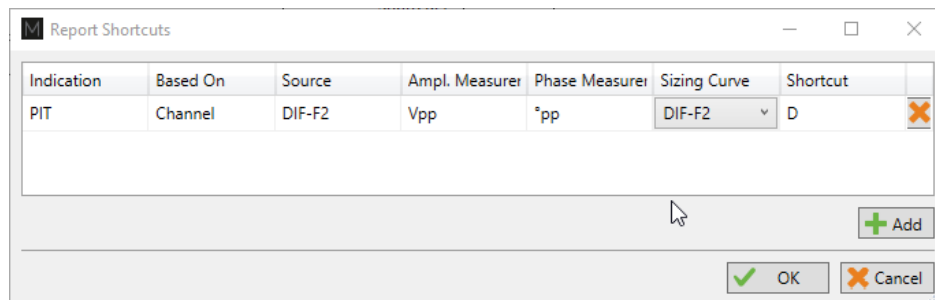 M Report Shortcuts
Indication Based On Source Ampl. Measurer Phase Measurer Sizing Curve Shortcut
PIT Channel DIF-F2 Vpp °pp DIF-F2 D
Add
OK Cancel